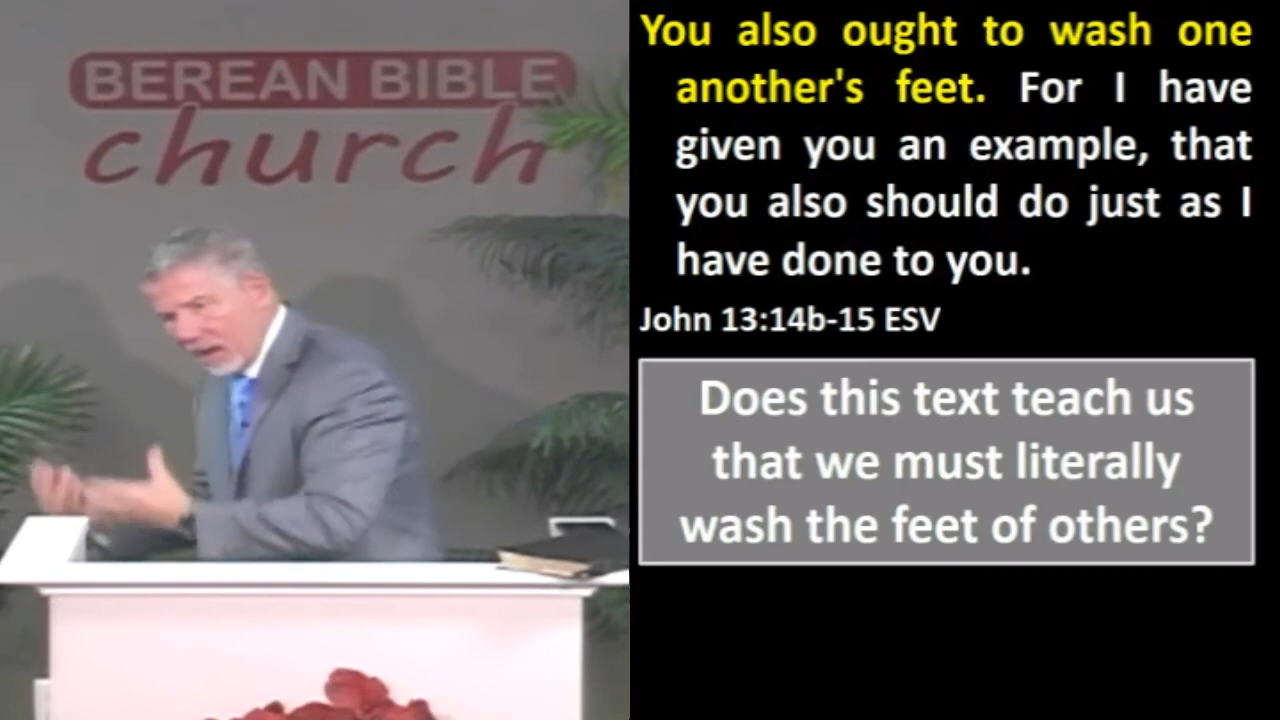 BEREAN BIBLE
church
You also ought to wash one
another's feet. For I have
given you an example, that
you also should do just as I
have done to you.
John 13:14b-15 ESV
Does this text teach us
that we must literally
wash the feet of others?